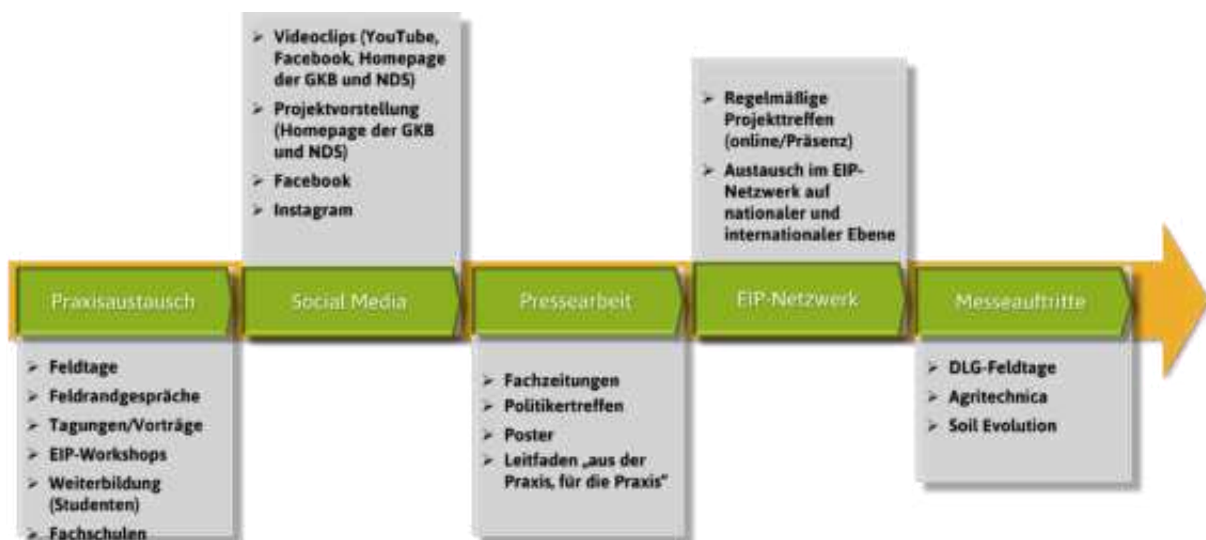 Praxisaustausch
➢ Feldtage
➢ Feldrandgespräche
➢ Tagungen/Vorträge
➢ EIP-Workshops
➢ Weiterbildung
(Studenten)
➢ Fachschulen
➢ Videoclips (YouTube,
Facebook, Homepage
der GKB und NDS)
➢ Projektvorstellung
(Homepage der GKB
und NDS)
➢ Facebook
➢ Instagram
Social Media
Pressearbeit
➢ Fachzeitungen
➢ Politikertreffen
➢ Poster
➢ Leitfaden „aus der
Praxis, für die Praxis“
➢ Regelmäßige
Projekttreffen
(online/Präsenz)
➢ Austausch im EIP-
Netzwerk auf
nationaler und
internationaler Ebene
EIP-Netzwerk
Messeauftritte
➢ DLG-Feldtage
➢ Agritechnica
➢ Soil Evolution